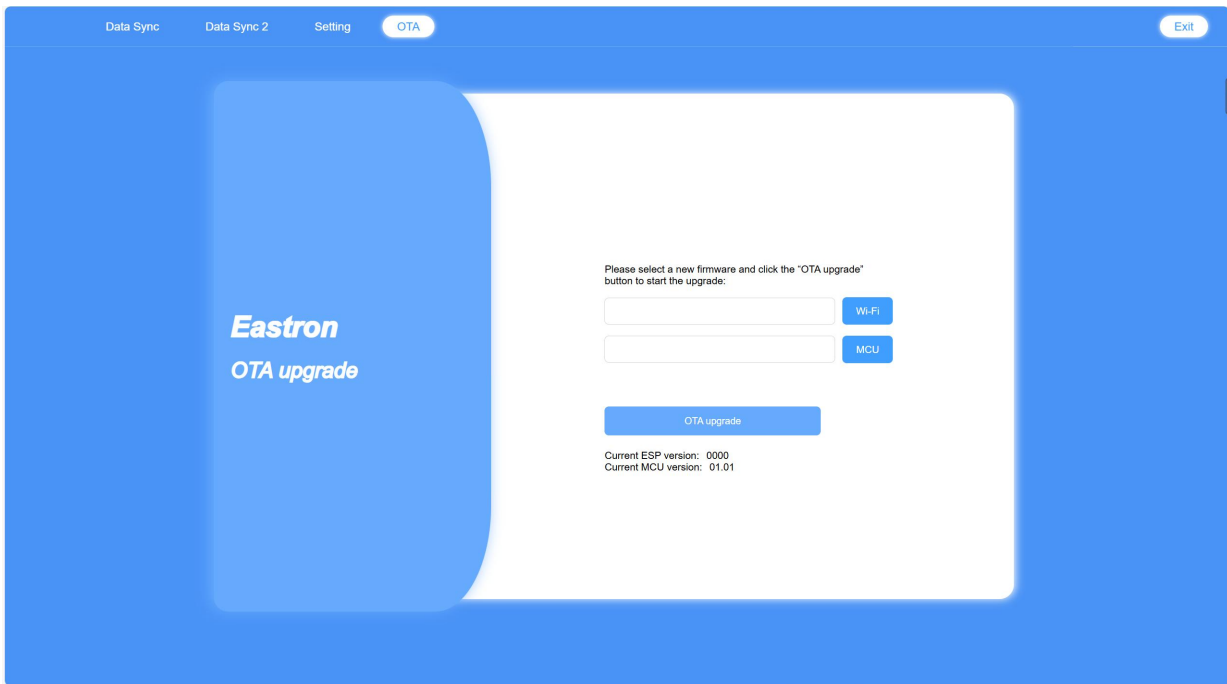 Data Sync Data Sync 2 Setting OTA Exit
Eastron
OTA upgrade
Please select a new firmware and click the “OTA upgrade”
button to start the upgrade:
Wi-Fi
MCU
OTA upgrade
Current ESP version: 0000
Current MCU version: 01.01